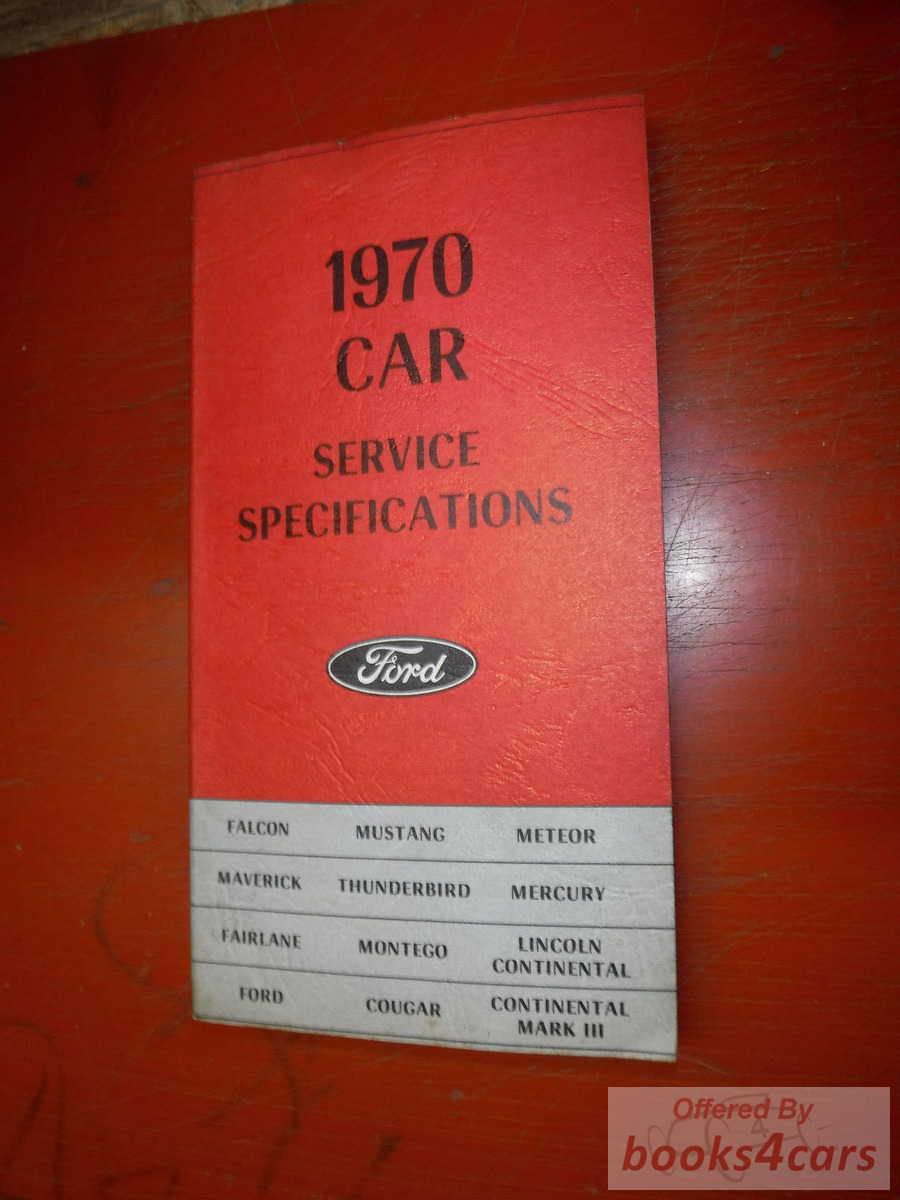 1970
CAR
SERVICE
SPECIFICATIONS
Ford
FALCON MUSTANG METEOR
MAVERICK THUNDERBIRD MERCURY
FAIRLANE MONTEGO LINCOLN CONTINENTAL
FORD COUGAR CONTINENTAL MARK III
Offered By
books4cars